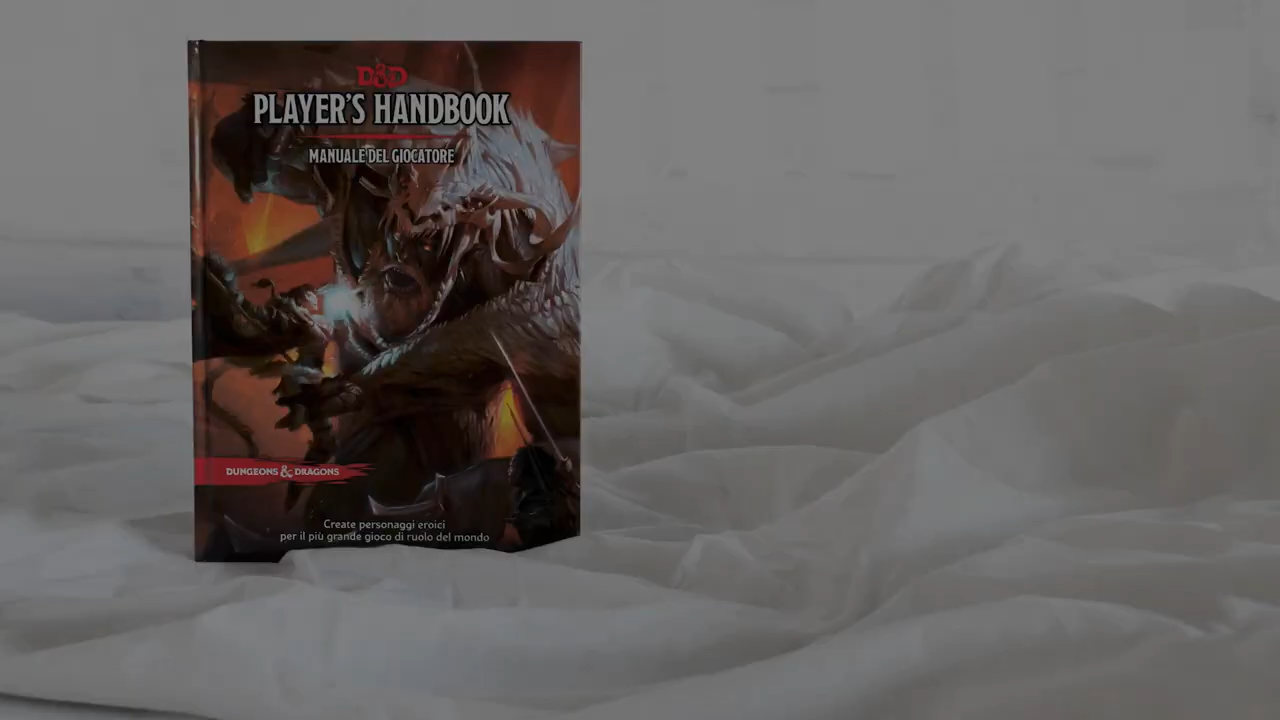 D&D
PLAYER'S HANDBOOK
MANUALE DEL GIOCATORE
DUNGEONS & DRAGONS
Create personaggi eroici
per il più grande gioco di ruolo del mondo